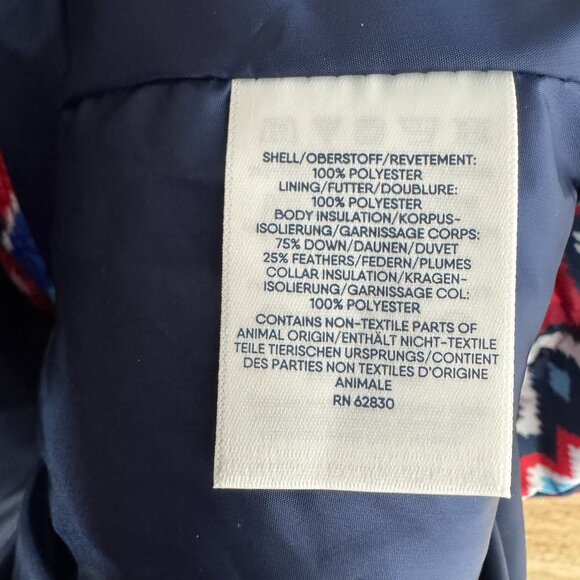 SHELL/OBERSTOFF/REVETEMENT:
100% POLYESTER
LINING/FUTTER/DOUBLURE:
100% POLYESTER
BODY INSULATION/KORPUS-
ISOLIERUNG/GARNISSAGE CORPS:
75% DOWN/DAUNEN/DUVET
25% FEATHERS/FEDERN/PLUMES
COLLAR INSULATION/KRAGEN-
ISOLIERUNG/GARNISSAGE COL:
100% POLYESTER
CONTAINS NON-TEXTILE PARTS OF
ANIMAL ORIGIN/ENTHÄLT NICHT-TEXTILE
TEILE TIERISCHEN URSPRUNGS/CONTIENT
DES PARTIES NON TEXTILES D'ORIGINE
ANIMALE
RN 62830